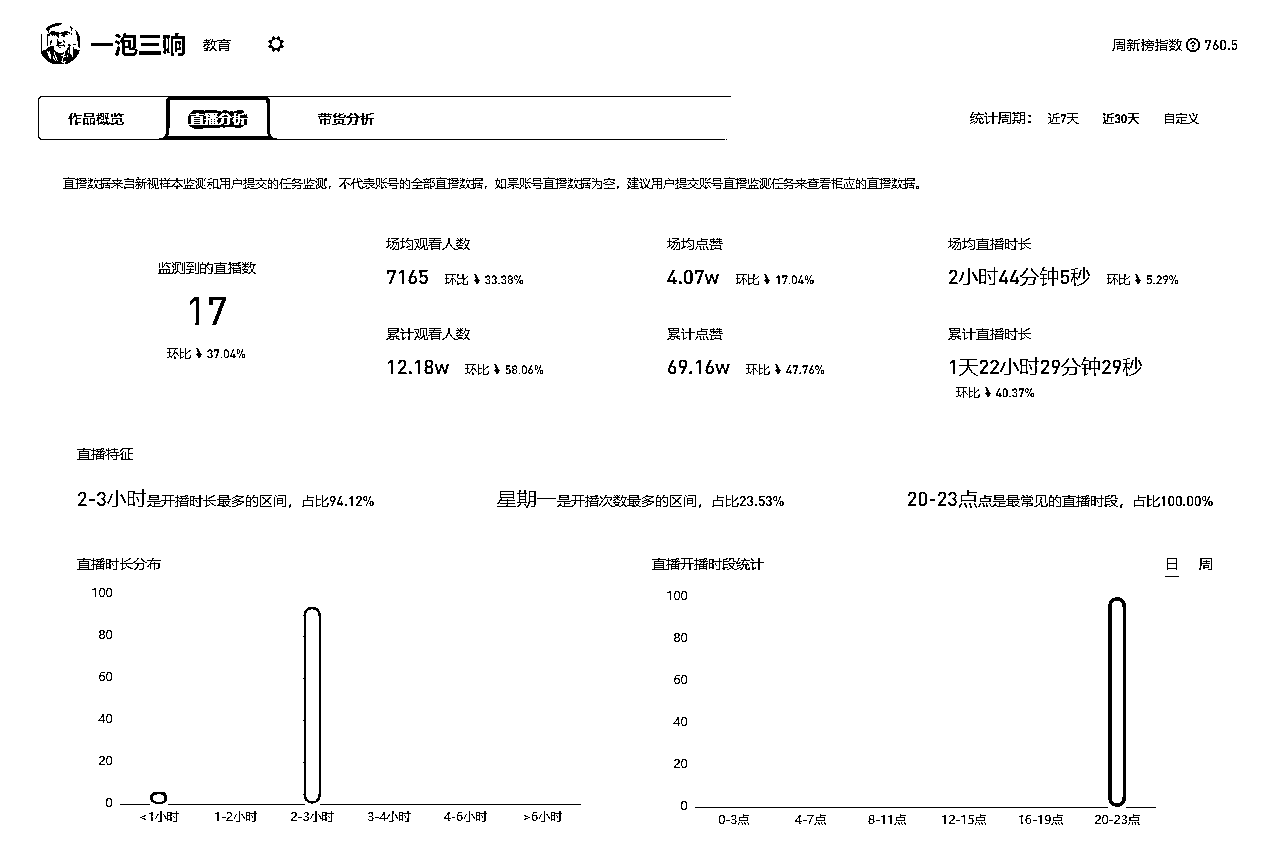 一泡三响 教育
周新榜指数 ? 760.5
作品概览 直播分析 带货分析
统计周期： 近7天 近30天 自定义
直播数据来自新视样本监测和用户提交的任务监测，不代表账号的全部直播数据，如果账号直播数据为空，建议用户提交账号直播监测任务来查看相应的直播数据。
监测到的直播数
17
环比 37.04%
场均观看人数
7165 环比 33.38%
累计观看人数
12.18w 环比 58.06%
场均点赞
4.07w 环比 17.04%
累计点赞
69.16w 环比 47.76%
场均直播时长
2小时44分钟5秒 环比 5.29%
累计直播时长
1天22小时29分钟29秒
环比 40.37%
直播特征
2-3小时是开播时长最多的区间，占比94.12%
星期一是开播次数最多的区间，占比23.53%
20-23点点是最常见的直播时段，占比100.00%
直播时长分布
100
80
60
40
20
0
<1小时 1-2小时 2-3小时 3-4小时 4-6小时 >6小时
直播开播时段统计
日 周
100
80
60
40
20
0
0-3点 4-7点 8-11点 12-15点 16-19点 20-23点